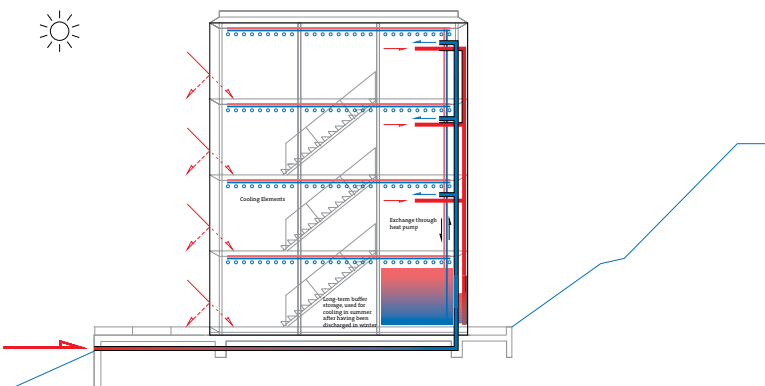 Cooling Elements
Exchange through
heat pump
Long-term buffer
storage, used for
cooling in summer
after having been
discharged in winter